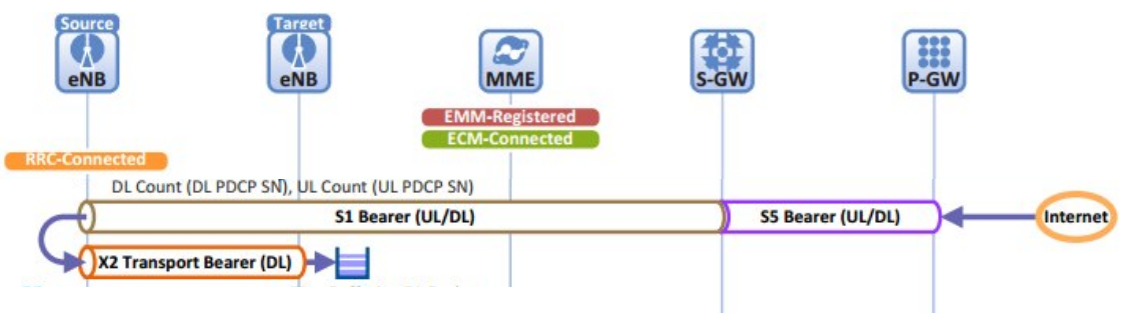 Source
Target
eNB
eNB
MME
S-GW
P-GW
EMM-Registered
ECM-Connected
RRC-Connected
DL Count (DL PDCP SN), UL Count (UL PDCP SN)
S1 Bearer (UL/DL)
S5 Bearer (UL/DL)
Internet
X2 Transport Bearer (DL)